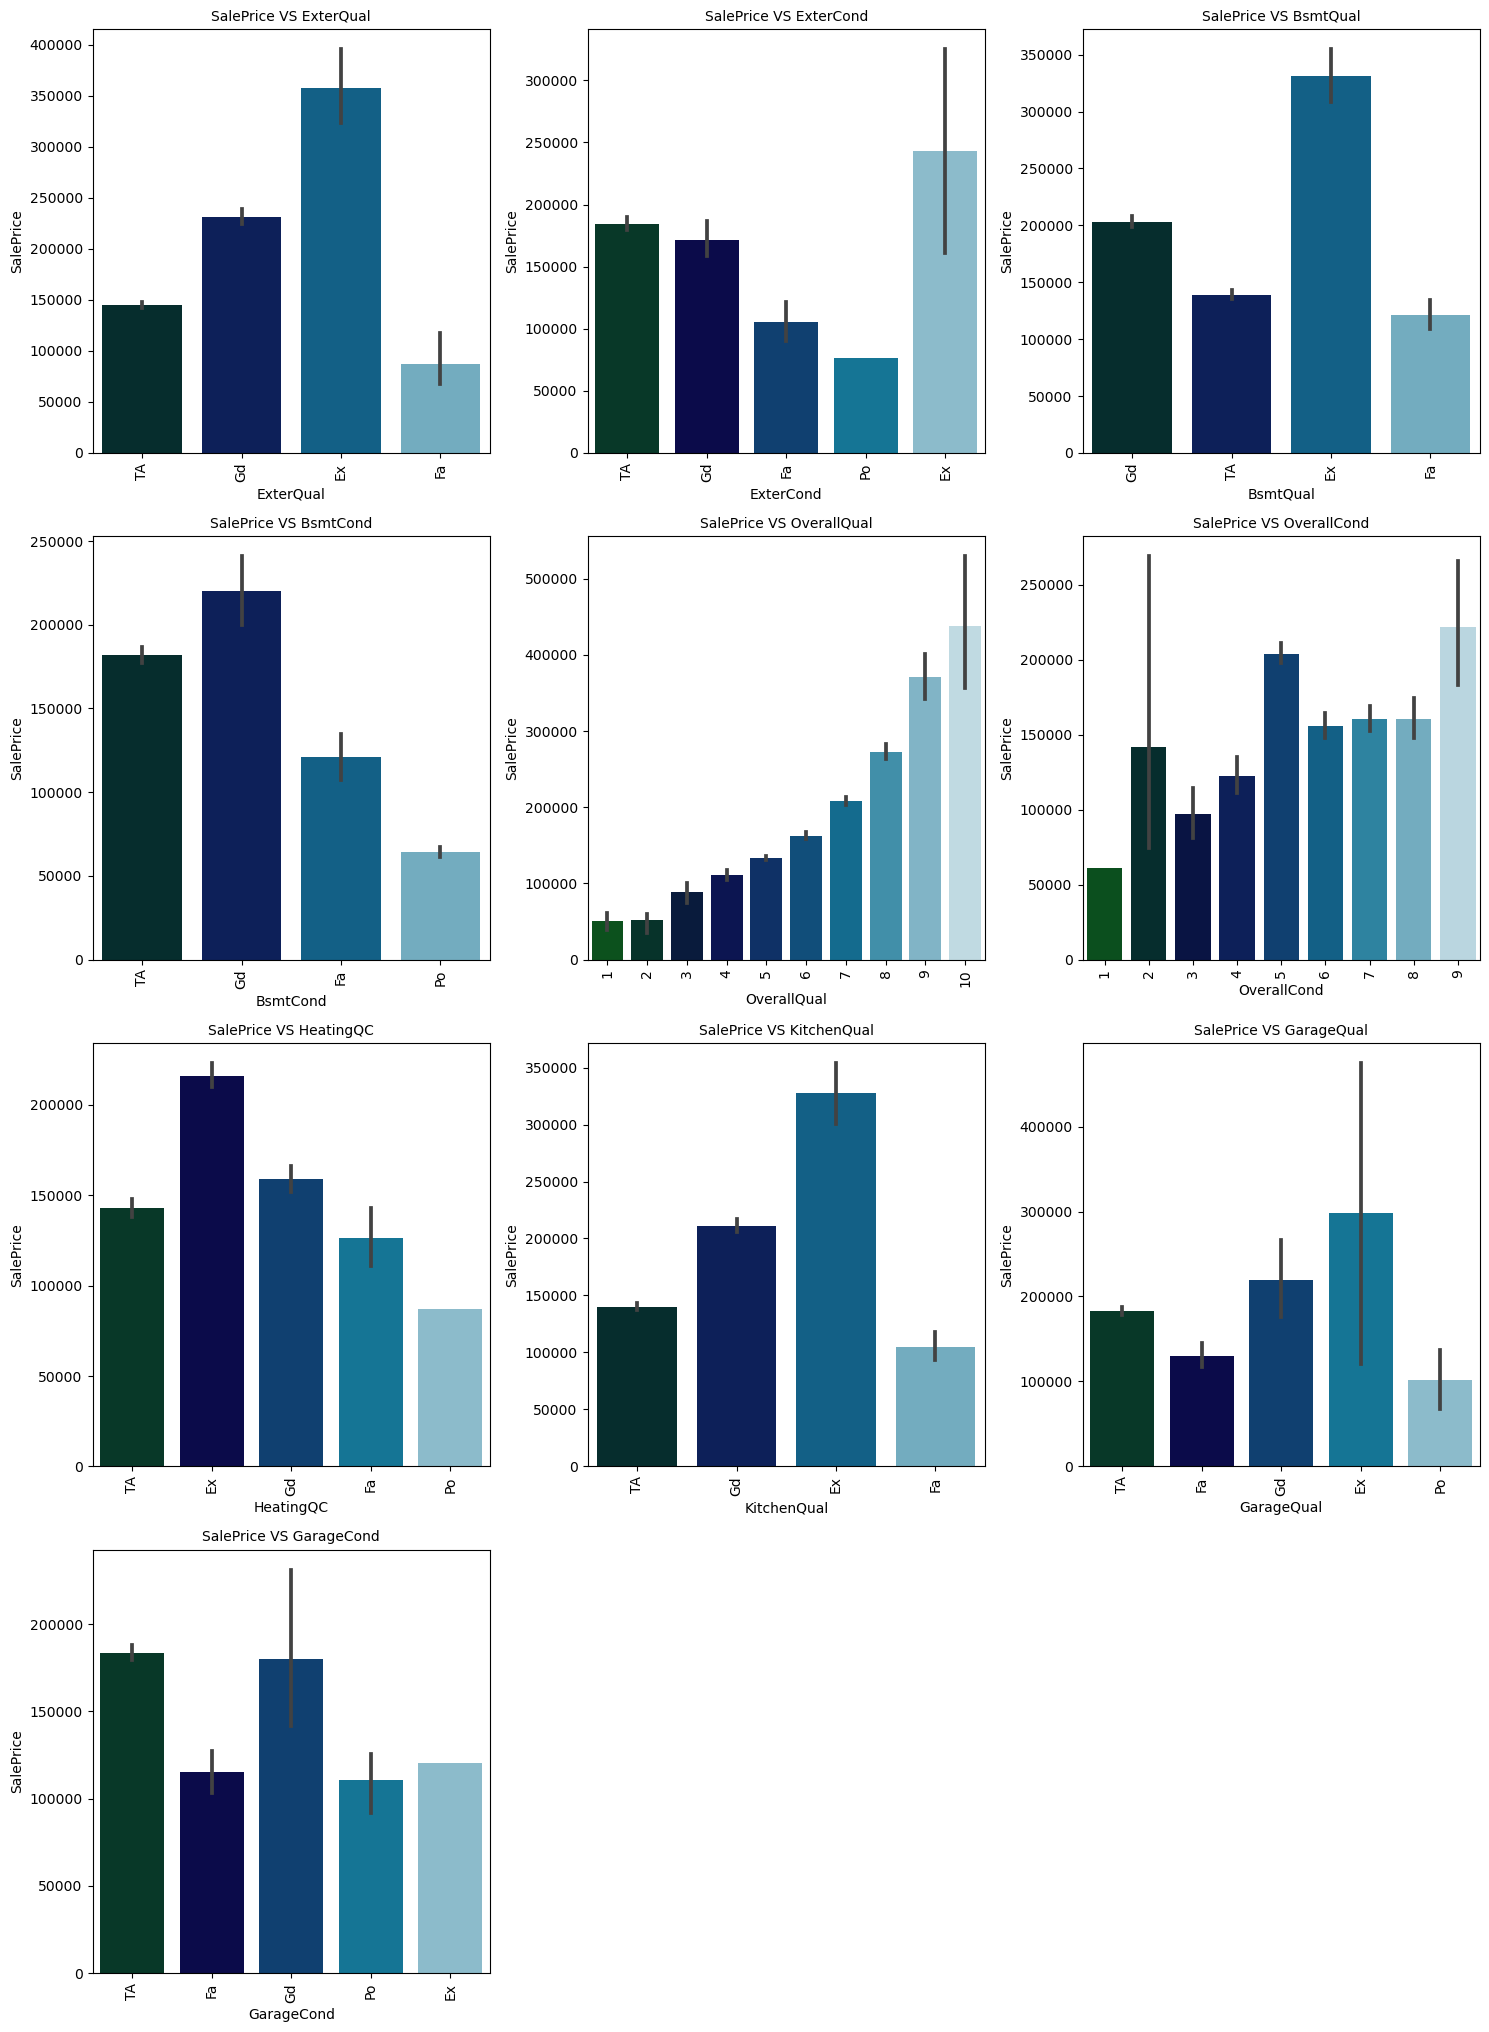 SalePrice VS ExterQual
400000
350000
300000
250000
200000
150000
100000
50000
0
SalePrice
TA Gd Ex Fa
ExterQual
SalePrice VS ExterCond
300000
250000
200000
150000
100000
50000
0
SalePrice
TA Gd Fa Po Ex
ExterCond
SalePrice VS BsmtQual
350000
300000
250000
200000
150000
100000
50000
0
SalePrice
Gd TA Ex Fa
BsmtQual
SalePrice VS BsmtCond
250000
200000
150000
100000
50000
0
SalePrice
TA Gd Fa Po
BsmtCond
SalePrice VS OverallQual
500000
400000
300000
200000
100000
0
SalePrice
1 2 3 4 5 6 7 8 9 10
OverallQual
SalePrice VS OverallCond
250000
200000
150000
100000
50000
0
SalePrice
1 2 3 4 5 6 7 8 9
OverallCond
SalePrice VS HeatingQC
200000
150000
100000
50000
0
SalePrice
TA Ex Gd Fa Po
HeatingQC
SalePrice VS KitchenQual
350000
300000
250000
200000
150000
100000
50000
0
SalePrice
TA Gd Ex Fa
KitchenQual
SalePrice VS GarageQual
400000
300000
200000
100000
0
SalePrice
TA Fa Gd Ex Po
GarageQual
SalePrice VS GarageCond
200000
150000
100000
50000
0
SalePrice
TA Fa Gd Po Ex
GarageCond